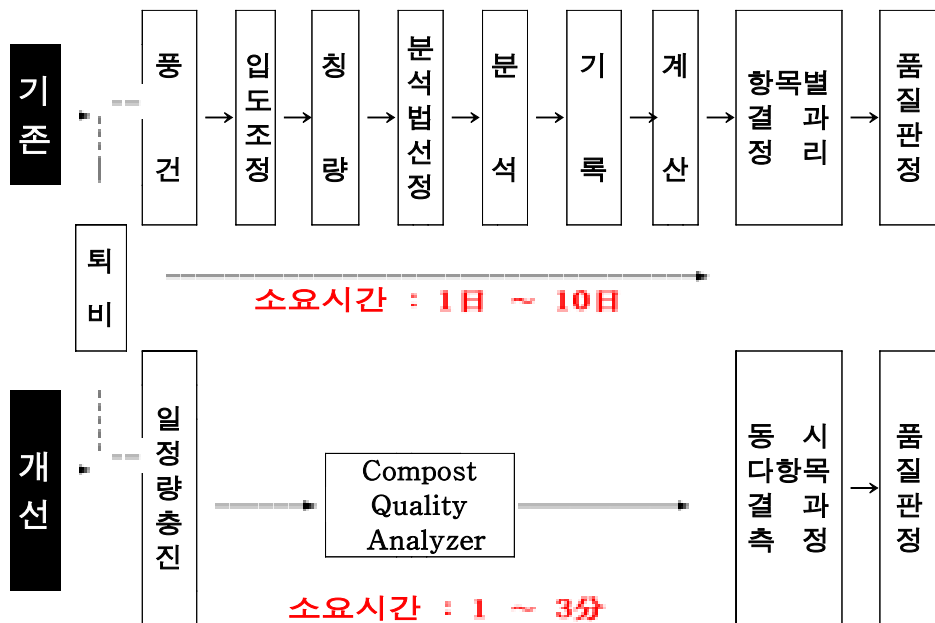 기존
풍건
입도조정
칭량
분석법선정
분석
기록
계산
항목별
결과
정리
품질판정
퇴비
소요시간 : 1日 ~ 10日
개선
일정량충진
Compost
Quality
Analyzer
동시
다항목
결과
측정
품질판정
소요시간 : 1 ~ 3分